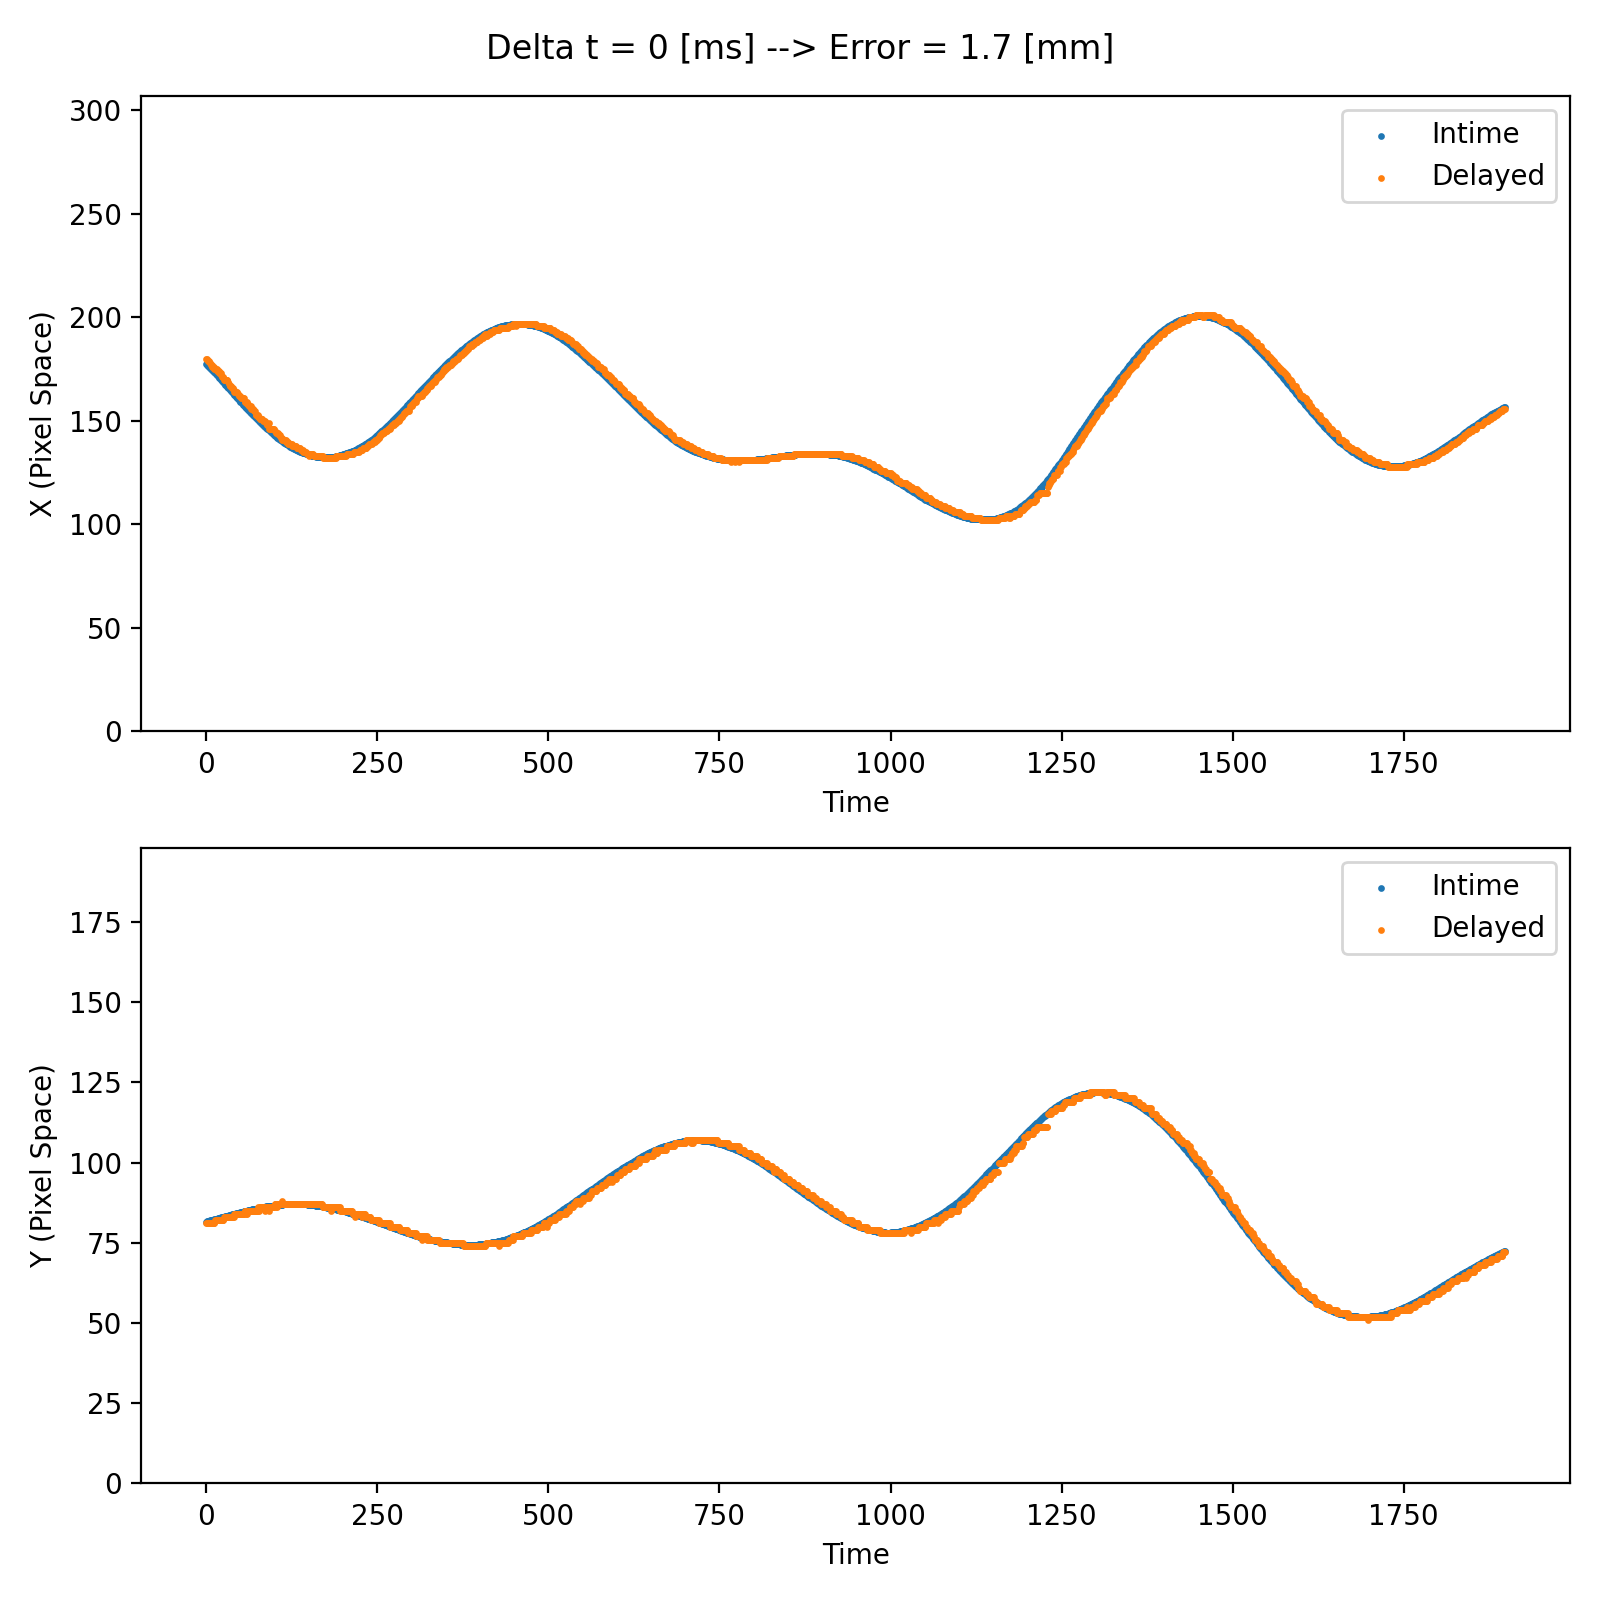 Delta t = 0 [ms] --> Error = 1.7 [mm]
300
250
200
150
100
50
0
X (Pixel Space)
Intime
Delayed
0 250 500 750 1000 1250 1500 1750
Time
175
150
125
100
75
50
25
0
Y (Pixel Space)
Intime
Delayed
0 250 500 750 1000 1250 1500 1750
Time